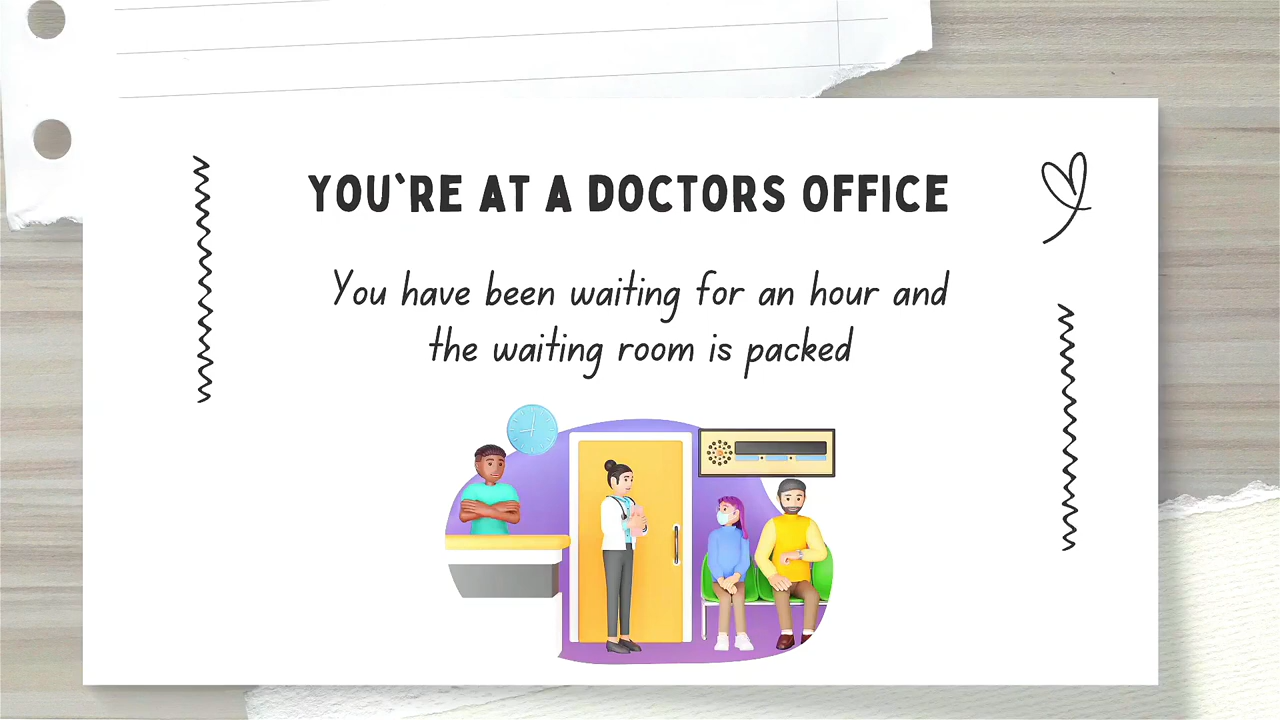 YOU`RE AT A DOCTORS OFFICE
You have been waiting for an hour and
the waiting room is packed